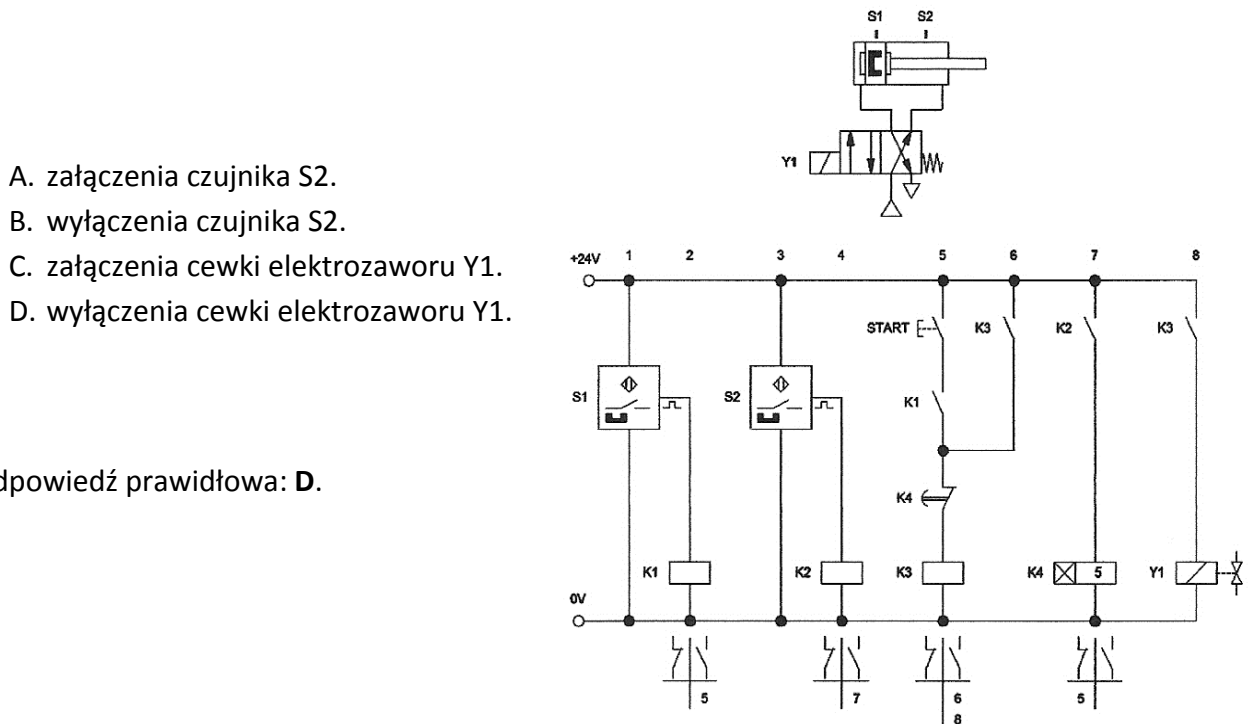 S1 S2
Y1
A. załączenia czujnika S2.
B. wyłączenia czujnika S2.
C. załączenia cewki elektrozaworu Y1.
D. wyłączenia cewki elektrozaworu Y1.
dpowiedź prawidłowa: D.
+24V 1 2 3 4 5 6 7 8
START K3 K2 K3
S1 S2 K1
K4
K1 K2 K3 K4 5 Y1
0V
5 7 6 5
8